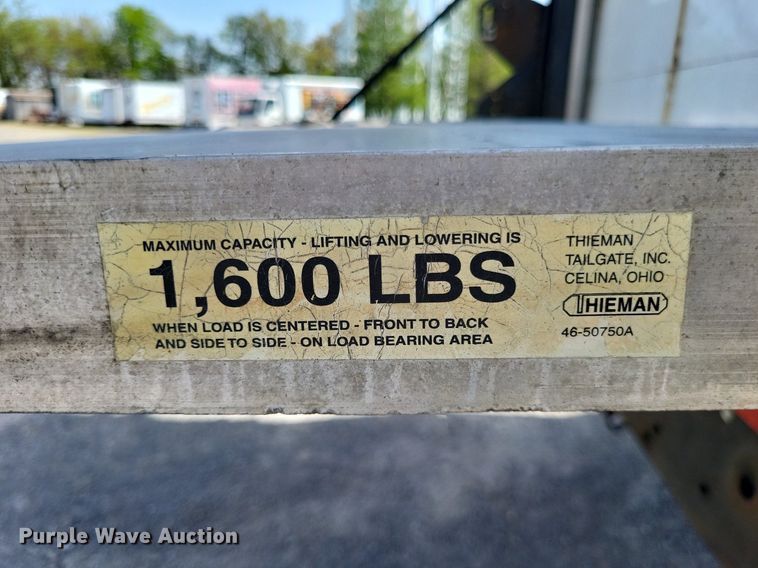 MAXIMUM CAPACITY - LIFTING AND LOWERING IS
1,600 LBS
WHEN LOAD IS CENTERED - FRONT TO BACK
AND SIDE TO SIDE - ON LOAD BEARING AREA
THIEMAN
TAILGATE, INC.
CELINA, OHIO
THIEMAN
46-50750A
Purple Wave Auction